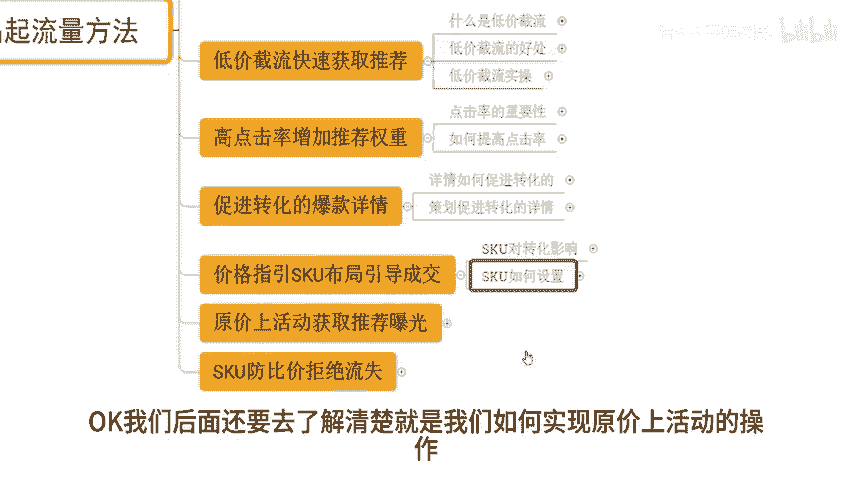 起流量方法
什么是低价截流
低价截流快速获取推荐
低价截流的好处
低价截流实操
点击率的重要性
高点击率增加推荐权重
如何提高点击率
详情如何促进转化的
促进转化的爆款详情
策划促进转化的详情
SKU对转化影响
价格指引SKU布局引导成交
SKU如何设置
原价上活动获取推荐曝光
SKU防比价拒绝流失
OK我们后面还要去了解清楚就是我们如何实现原价上活动的操
作